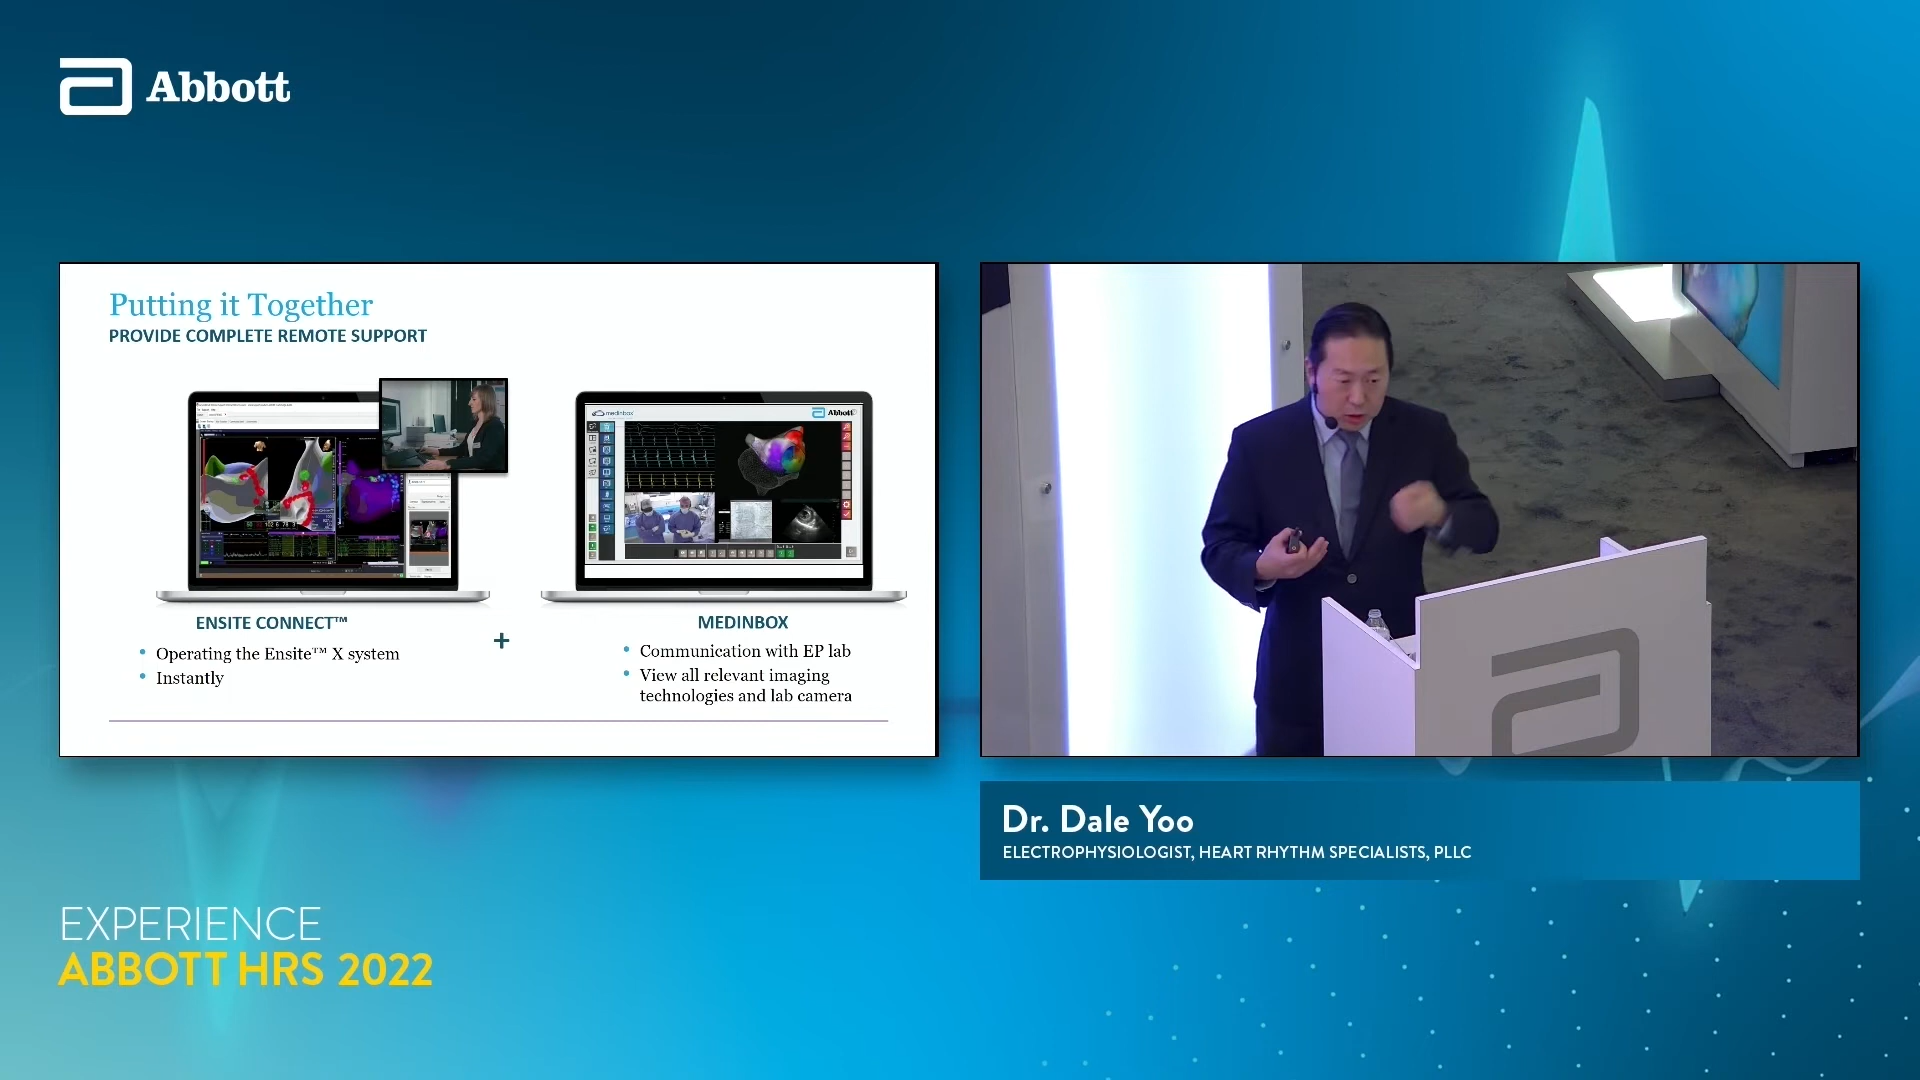 Abbott
Putting it Together
PROVIDE COMPLETE REMOTE SUPPORT
medinbox
Abbott
ENSITE CONNECT™
• Operating the Ensite™ X system
• Instantly
+
MEDINBOX
• Communication with EP lab
• View all relevant imaging
technologies and lab camera
Dr. Dale Yoo
ELECTROPHYSIOLOGIST, HEART RHYTHM SPECIALISTS, PLLC
EXPERIENCE
ABBOTT HRS 2022